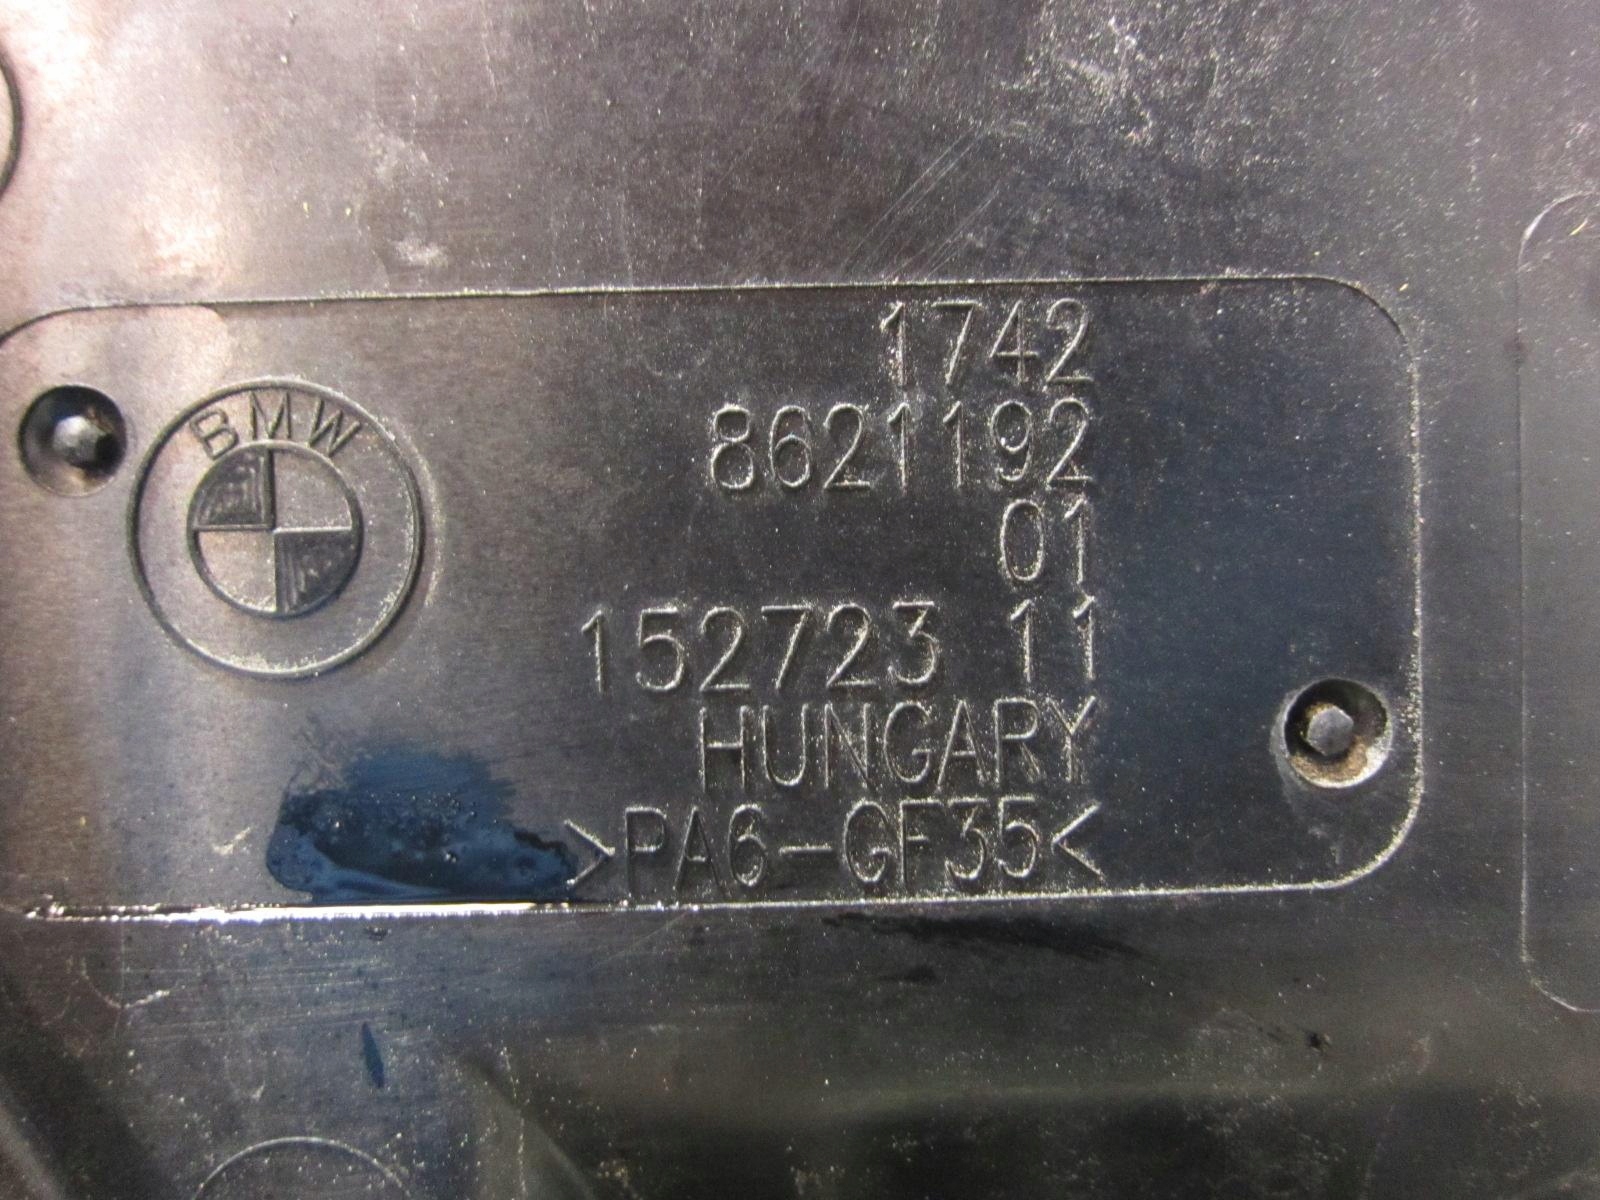 BMW
1742
8621192
01
152723 11
HUNGARY
>PA6-GF35<